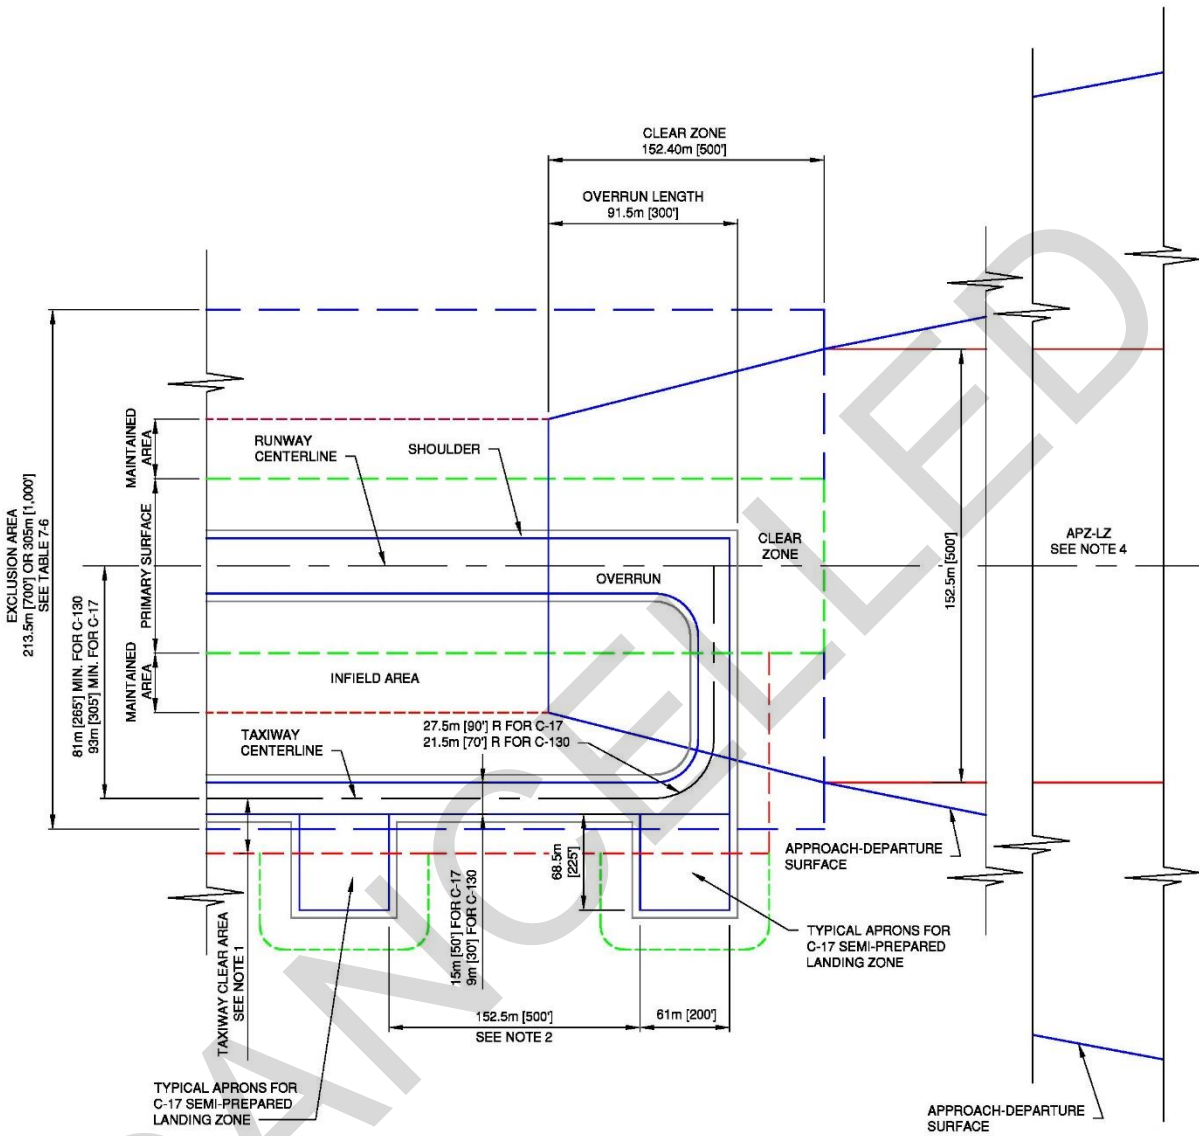 CLEAR ZONE
152.40m [500']
OVERRUN LENGTH
91.5m [300']
EXCLUSION AREA
213.5m [700'] OR 305m [1,000']
SEE TABLE 7-6
MAINTAINED
AREA
PRIMARY SURFACE
MAINTAINED
AREA
81m [265'] MIN. FOR C-130
93m [305'] MIN. FOR C-17
RUNWAY
CENTERLINE
SHOULDER
CLEAR
ZONE
OVERRUN
152.5m [500']
APZ-LZ
SEE NOTE 4
INFIELD AREA
TAXIWAY
CENTERLINE
27.5m [90'] R FOR C-17
21.5m [70'] R FOR C-130
APPROACH-DEPARTURE
SURFACE
68.5m
[225']
15m [50'] FOR C-17
9m [30'] FOR C-130
TAXIWAY CLEAR AREA
SEE NOTE 1
TYPICAL APRONS FOR
C-17 SEMI-PREPARED
LANDING ZONE
152.5m [500']
SEE NOTE 2
61m [200']
TYPICAL APRONS FOR
C-17 SEMI-PREPARED
LANDING ZONE
APPROACH-DEPARTURE
SURFACE
CANCELLED